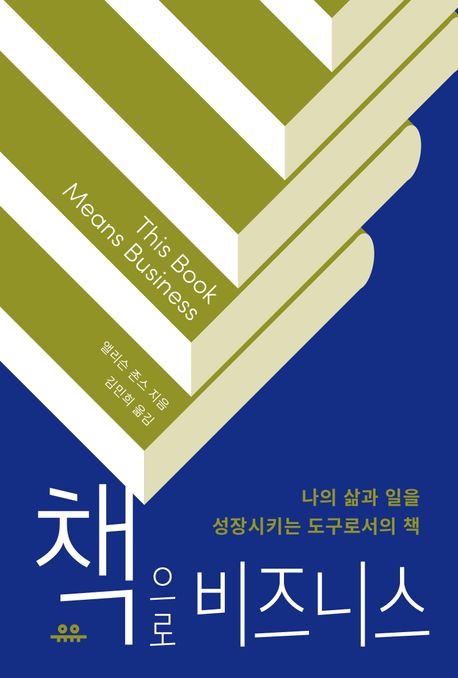 This Book
Means Business
앨리슨 존스 지음
김민희 옮김
나의 삶과 일을
성장시키는 도구로서의 책
책으로 비즈니스
유유